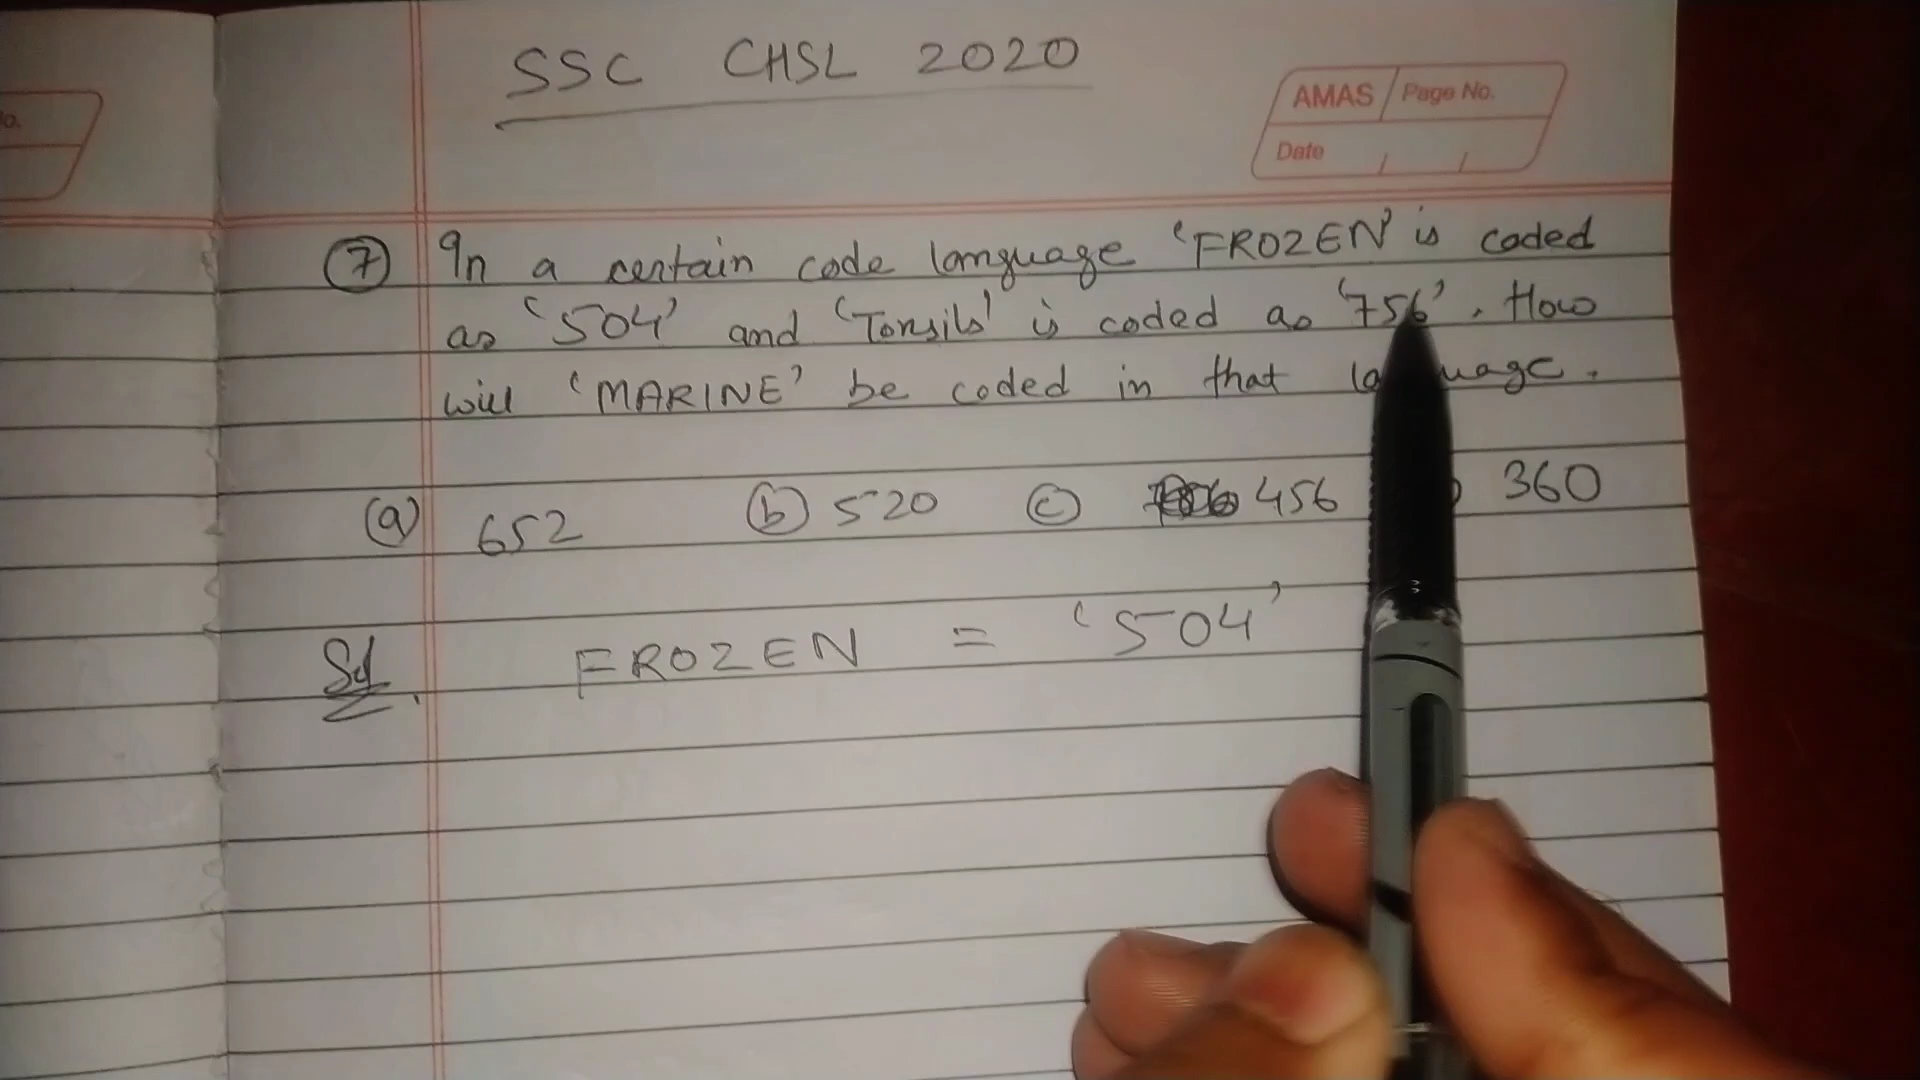 SSC CHSL 2020
o.
AMAS Page No.
Date / /
7 In a certain code language 'FROZEN' is coded
as '504' and 'Tonsils' is coded as '756'. How
will 'MARINE' be coded in that language.
(a) 652 (b) 520 (c) 456 360
Sol. FROZEN = '504'